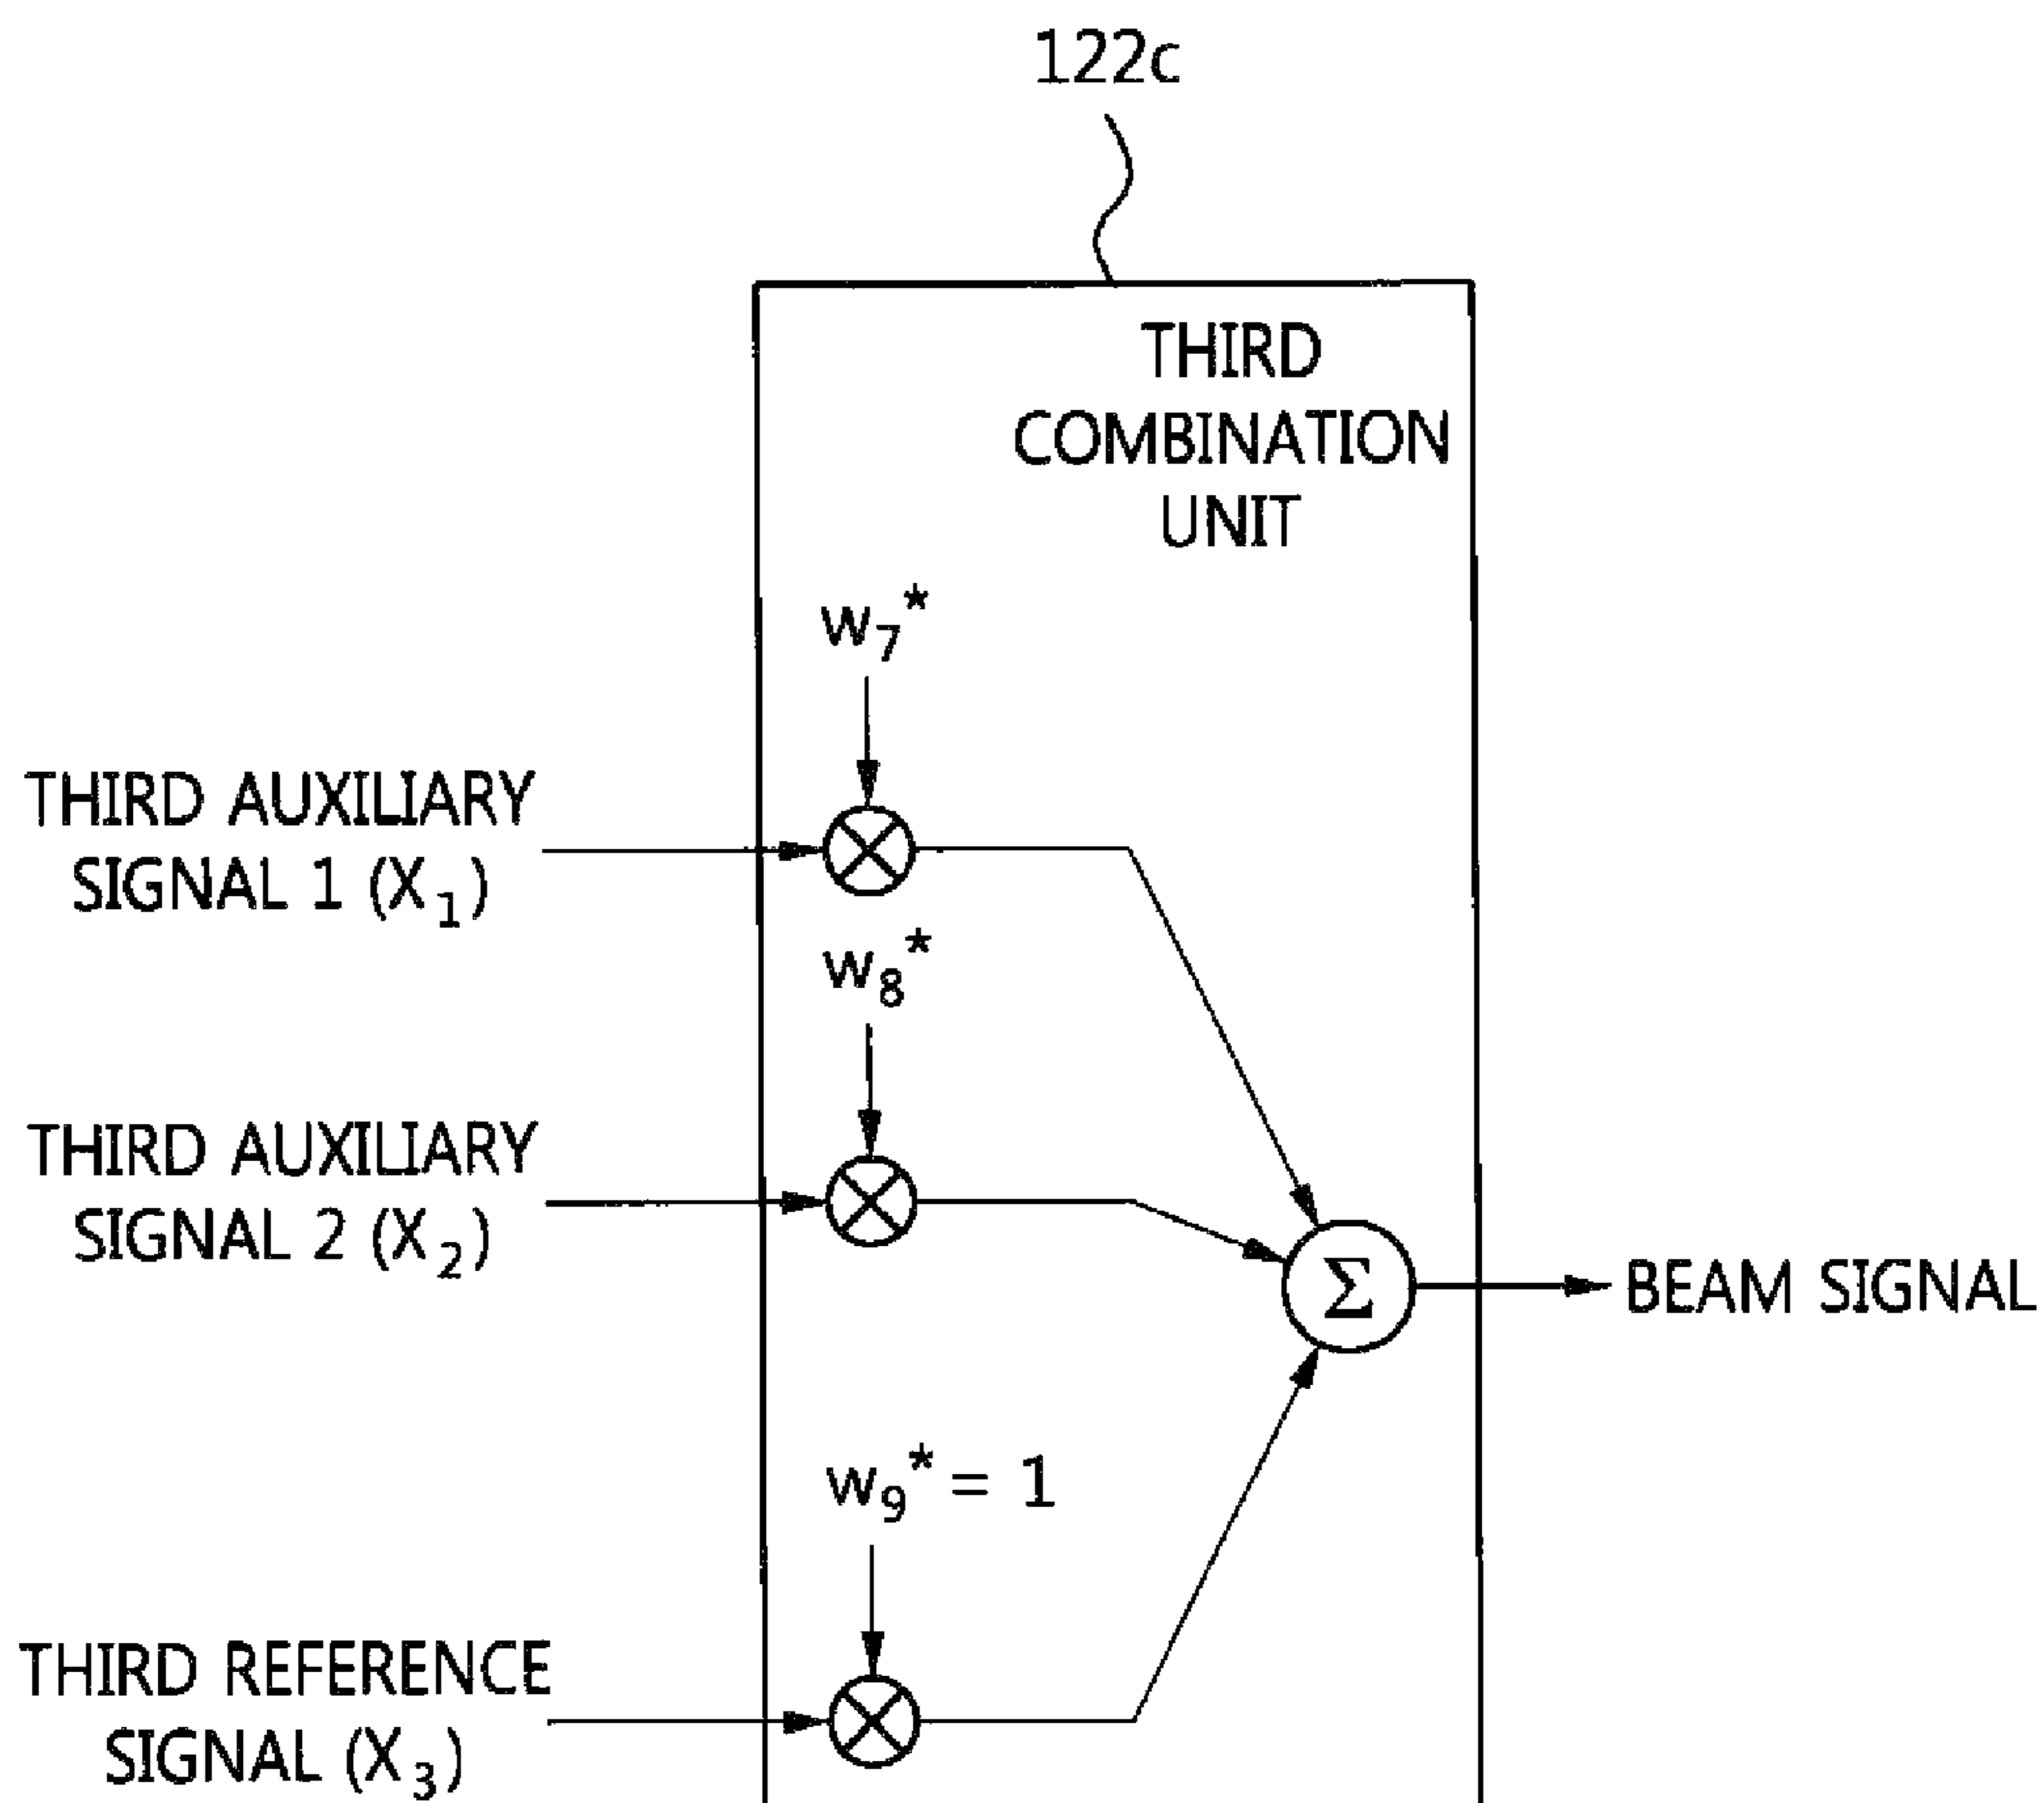 122c
THIRD
COMBINATION
UNIT
w₇*
THIRD AUXILIARY
SIGNAL 1 (X₁)
w₈*
THIRD AUXILIARY
SIGNAL 2 (X₂)
Σ
BEAM SIGNAL
w₉* = 1
THIRD REFERENCE
SIGNAL (X₃)